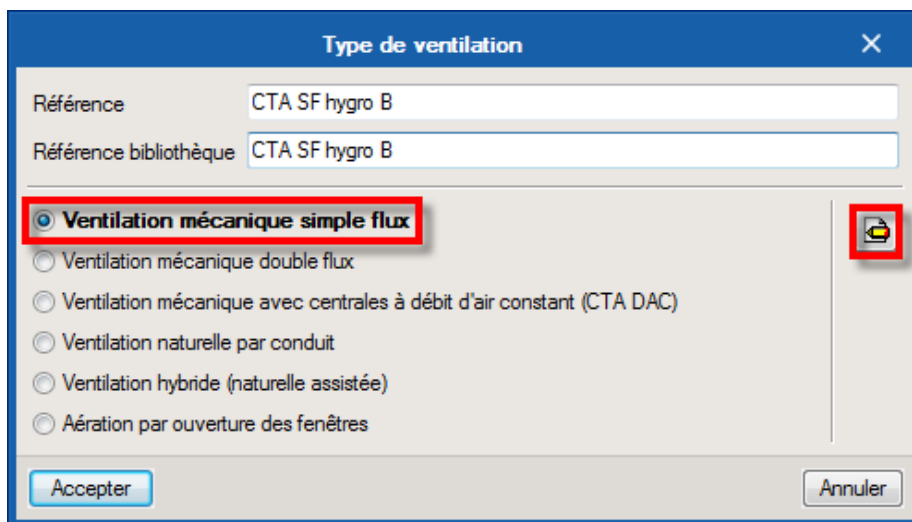 Type de ventilation
Référence CTA SF hygro B
Référence bibliothèque CTA SF hygro B
Ventilation mécanique simple flux
Ventilation mécanique double flux
Ventilation mécanique avec centrales à débit d'air constant (CTA DAC)
Ventilation naturelle par conduit
Ventilation hybride (naturelle assistée)
Aération par ouverture des fenêtres
Accepter Annuler